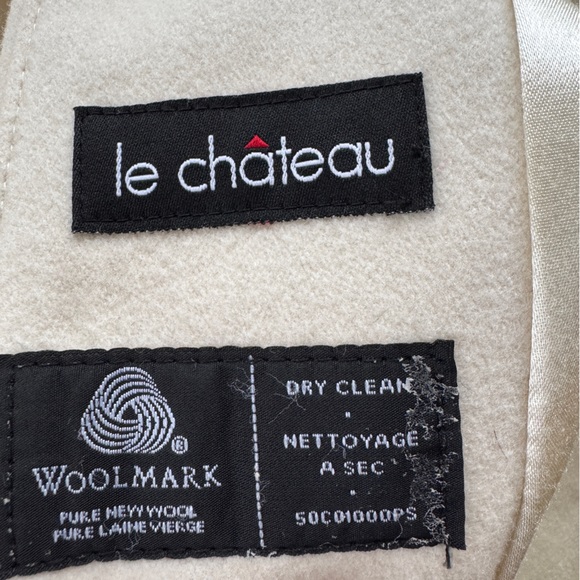 le château
®
WOOLMARK
PURE NEW WOOL
PURE LAINE VIERGE
DRY CLEAN
·
NETTOYAGE
A SEC
·
50C01000PS